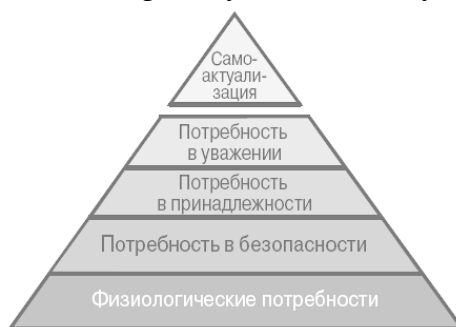 Само-
актуали-
зация
Потребность
в уважении
Потребность
в принадлежности
Потребность в безопасности
Физиологические потребности